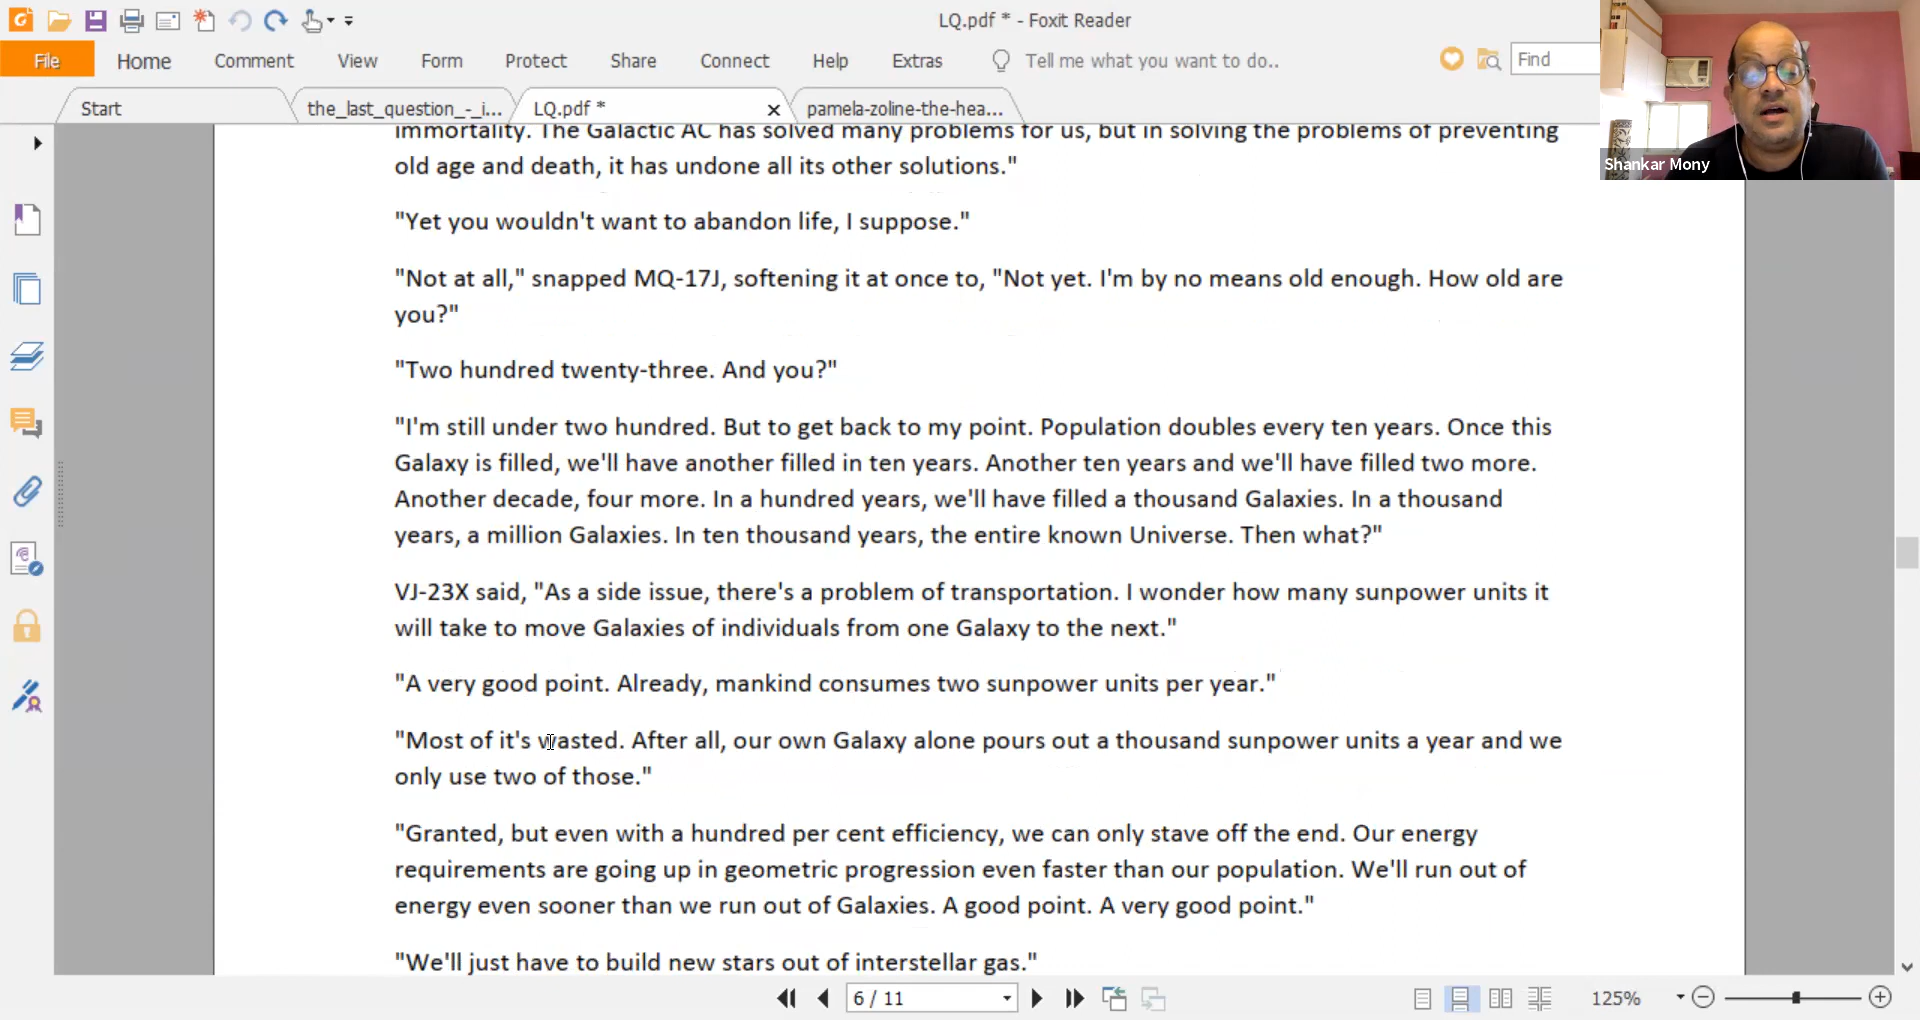 LQ.pdf * - Foxit Reader
File Home Comment View Form Protect Share Connect Help Extras Tell me what you want to do.. Find
Start the_last_question_-_i... LQ.pdf * pamela-zoline-the-hea...
Shankar Mony
immortality. The Galactic AC has solved many problems for us, but in solving the problems of preventing
old age and death, it has undone all its other solutions."
"Yet you wouldn't want to abandon life, I suppose."
"Not at all," snapped MQ-17J, softening it at once to, "Not yet. I'm by no means old enough. How old are
you?"
"Two hundred twenty-three. And you?"
"I'm still under two hundred. But to get back to my point. Population doubles every ten years. Once this
Galaxy is filled, we'll have another filled in ten years. Another ten years and we'll have filled two more.
Another decade, four more. In a hundred years, we'll have filled a thousand Galaxies. In a thousand
years, a million Galaxies. In ten thousand years, the entire known Universe. Then what?"
VJ-23X said, "As a side issue, there's a problem of transportation. I wonder how many sunpower units it
will take to move Galaxies of individuals from one Galaxy to the next."
"A very good point. Already, mankind consumes two sunpower units per year."
"Most of it's wasted. After all, our own Galaxy alone pours out a thousand sunpower units a year and we
only use two of those."
"Granted, but even with a hundred per cent efficiency, we can only stave off the end. Our energy
requirements are going up in geometric progression even faster than our population. We'll run out of
energy even sooner than we run out of Galaxies. A good point. A very good point."
"We'll just have to build new stars out of interstellar gas."
6 / 11 125%